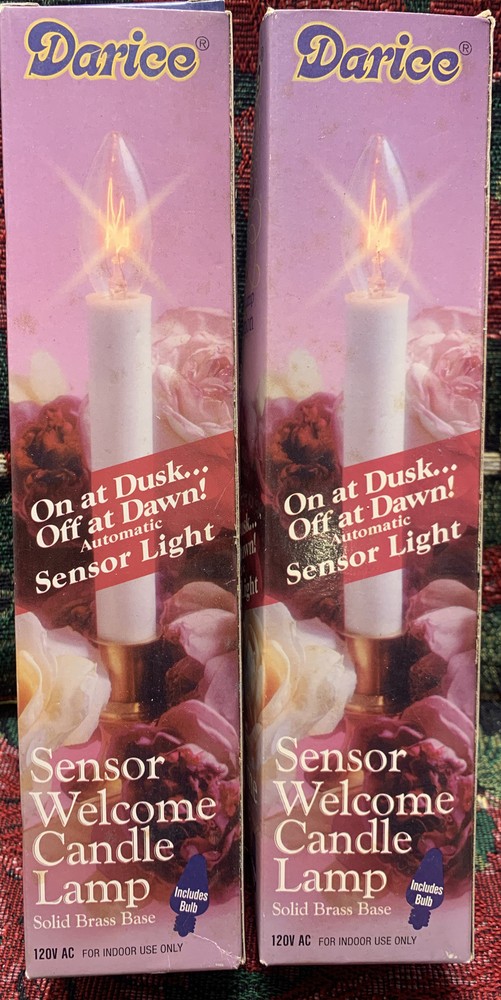 Darice®
On at Dusk...
Off at Dawn!
Automatic
Sensor Light
Sensor
Welcome
Candle
Lamp
Solid Brass Base
Includes
Bulb
120V AC FOR INDOOR USE ONLY
Darice®
On at Dusk...
Off at Dawn!
Automatic
Sensor Light
Sensor
Welcome
Candle
Lamp
Solid Brass Base
Includes
Bulb
120V AC FOR INDOOR USE ONLY